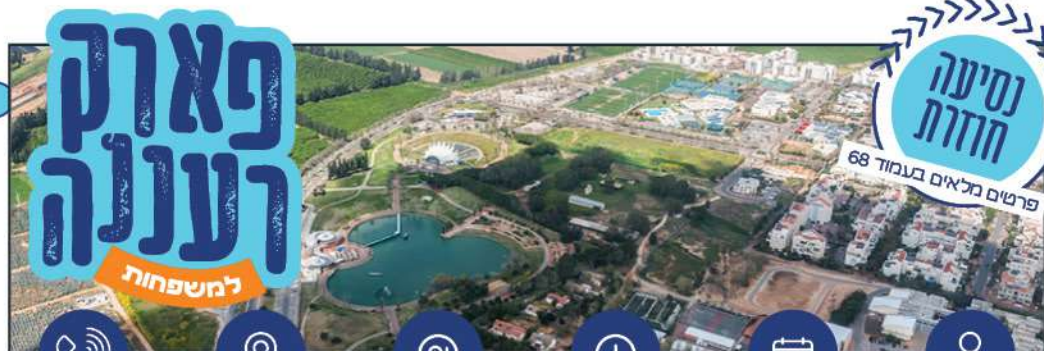 פארק
רעננה
למשפחות
נסיעה
חוזרת
פרטים מלאים בעמוד 68